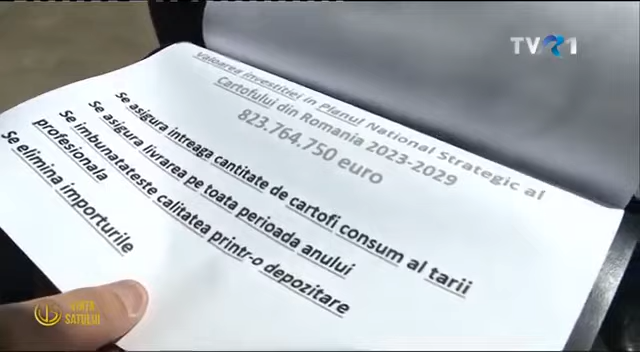 TVR1
Valoarea investitiei in Planul National Strategic al
Cartofului din Romania 2023-2029
823.764.750 euro
Se asigura intreaga cantitate de cartofi consum al tarii
Se asigura livrarea pe toata perioada anului
Se imbunatateste calitatea printr-o depozitare
profesionala
Se elimina importurile
VIAȚA
SATULUI